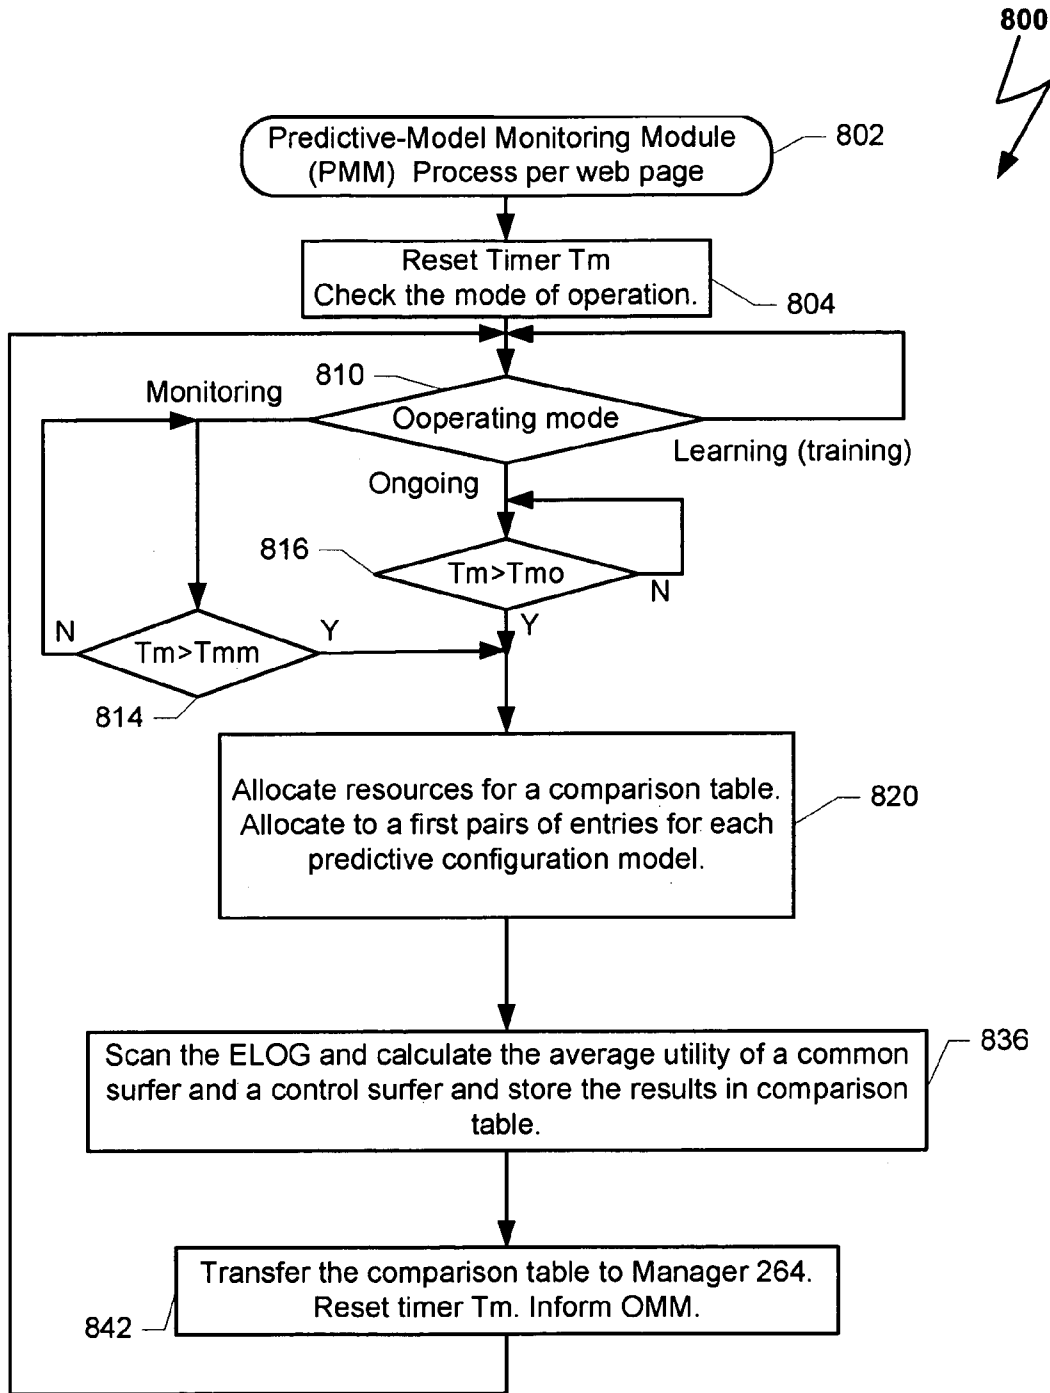 800
Predictive-Model Monitoring Module
(PMM) Process per web page
802
Reset Timer Tm
Check the mode of operation.
804
810
Monitoring
Ooperating mode
Learning (training)
Ongoing
816
Tm>Tmo
N
Y
N
Tm>Tmm
Y
814
Allocate resources for a comparison table.
Allocate to a first pairs of entries for each
predictive configuration model.
820
Scan the ELOG and calculate the average utility of a common
surfer and a control surfer and store the results in comparison
table.
836
Transfer the comparison table to Manager 264.
Reset timer Tm. Inform OMM.
842